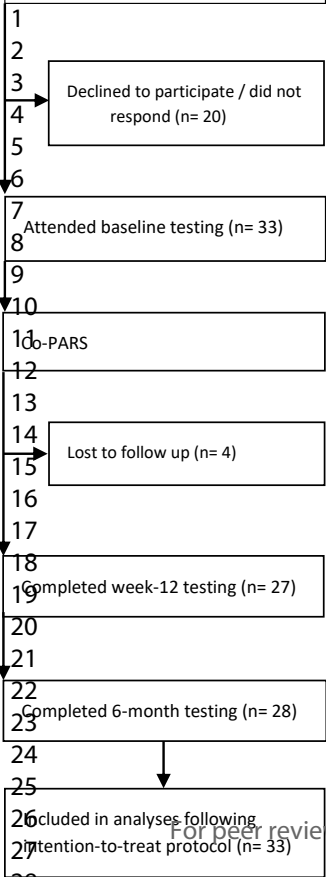 1
2
3
Declined to participate / did not
4
respond (n= 20)
5
6
7
Attended baseline testing (n= 33)
8
9
10
11
Co-PARS
12
13
14
Lost to follow up (n= 4)
15
16
17
18
Completed week-12 testing (n= 27)
19
20
21
22
Completed 6-month testing (n= 28)
23
24
25
26
Included in analyses following
For peer revie
27
intention-to-treat protocol (n= 33)
28